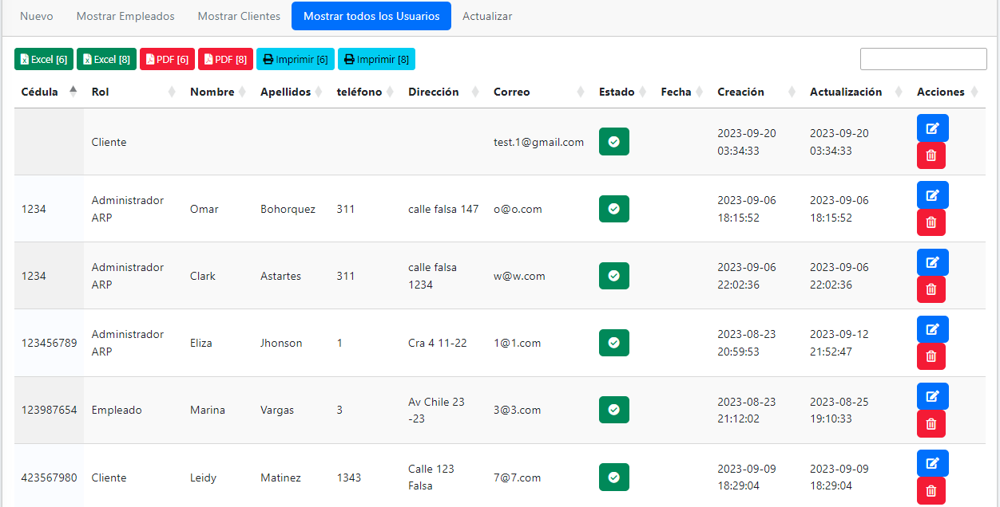 Nuevo Mostrar Empleados Mostrar Clientes Mostrar todos los Usuarios Actualizar
Excel [6] Excel [8] PDF [6] PDF [8] Imprimir [6] Imprimir [8]
Cédula Rol Nombre Apellidos teléfono Dirección Correo Estado Fecha Creación Actualización Acciones
Cliente test.1@gmail.com 2023-09-20 2023-09-20
03:34:33 03:34:33
1234 Administrador Omar Bohorquez 311 calle falsa 147 o@o.com 2023-09-06 2023-09-06
ARP 18:15:52 18:15:52
1234 Administrador Clark Astartes 311 calle falsa w@w.com 2023-09-06 2023-09-06
ARP 1234 22:02:36 22:02:36
123456789 Administrador Eliza Jhonson 1 Cra 4 11-22 1@1.com 2023-08-23 2023-09-12
ARP 20:59:53 21:52:47
123987654 Empleado Marina Vargas 3 Av Chile 23 3@3.com 2023-08-23 2023-08-25
-23 21:12:02 19:10:33
423567980 Cliente Leidy Matinez 1343 Calle 123 7@7.com 2023-09-09 2023-09-09
Falsa 18:29:04 18:29:04